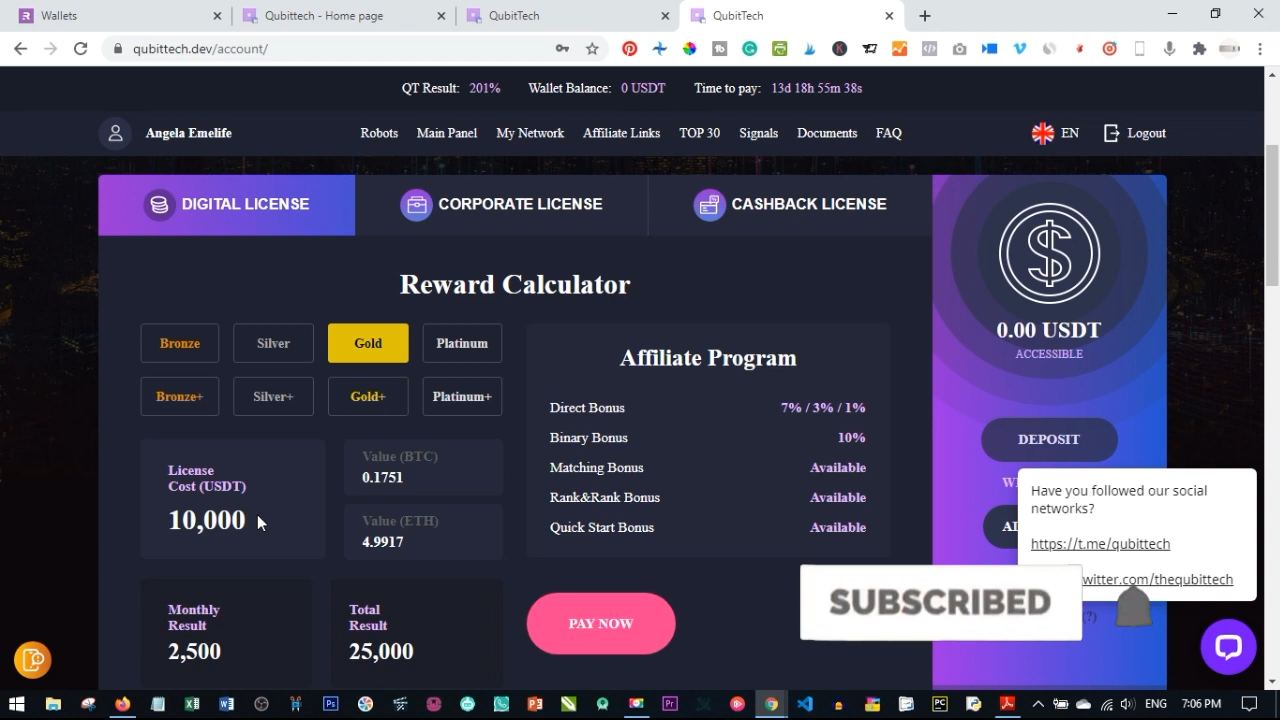 Wallets
Qubittech - Home page
QubitTech
QubitTech
qubittech.dev/account/
QT Result: 201% Wallet Balance: 0 USDT Time to pay: 13d 18h 55m 38s
Angela Emelife
Robots Main Panel My Network Affiliate Links TOP 30 Signals Documents FAQ
EN Logout
DIGITAL LICENSE
CORPORATE LICENSE
CASHBACK LICENSE
Reward Calculator
Bronze Silver Gold Platinum
Bronze+ Silver+ Gold+ Platinum+
License
Cost (USDT)
10,000
Value (BTC)
0.1751
Value (ETH)
4.9917
Monthly
Result
2,500
Total
Result
25,000
Affiliate Program
Direct Bonus 7% / 3% / 1%
Binary Bonus 10%
Matching Bonus Available
Rank&Rank Bonus Available
Quick Start Bonus Available
PAY NOW
0.00 USDT
ACCESSIBLE
DEPOSIT
Have you followed our social
networks?
https://t.me/qubittech
witter.com/thequbittech
(?)
SUBSCRIBED
ENG 7:06 PM